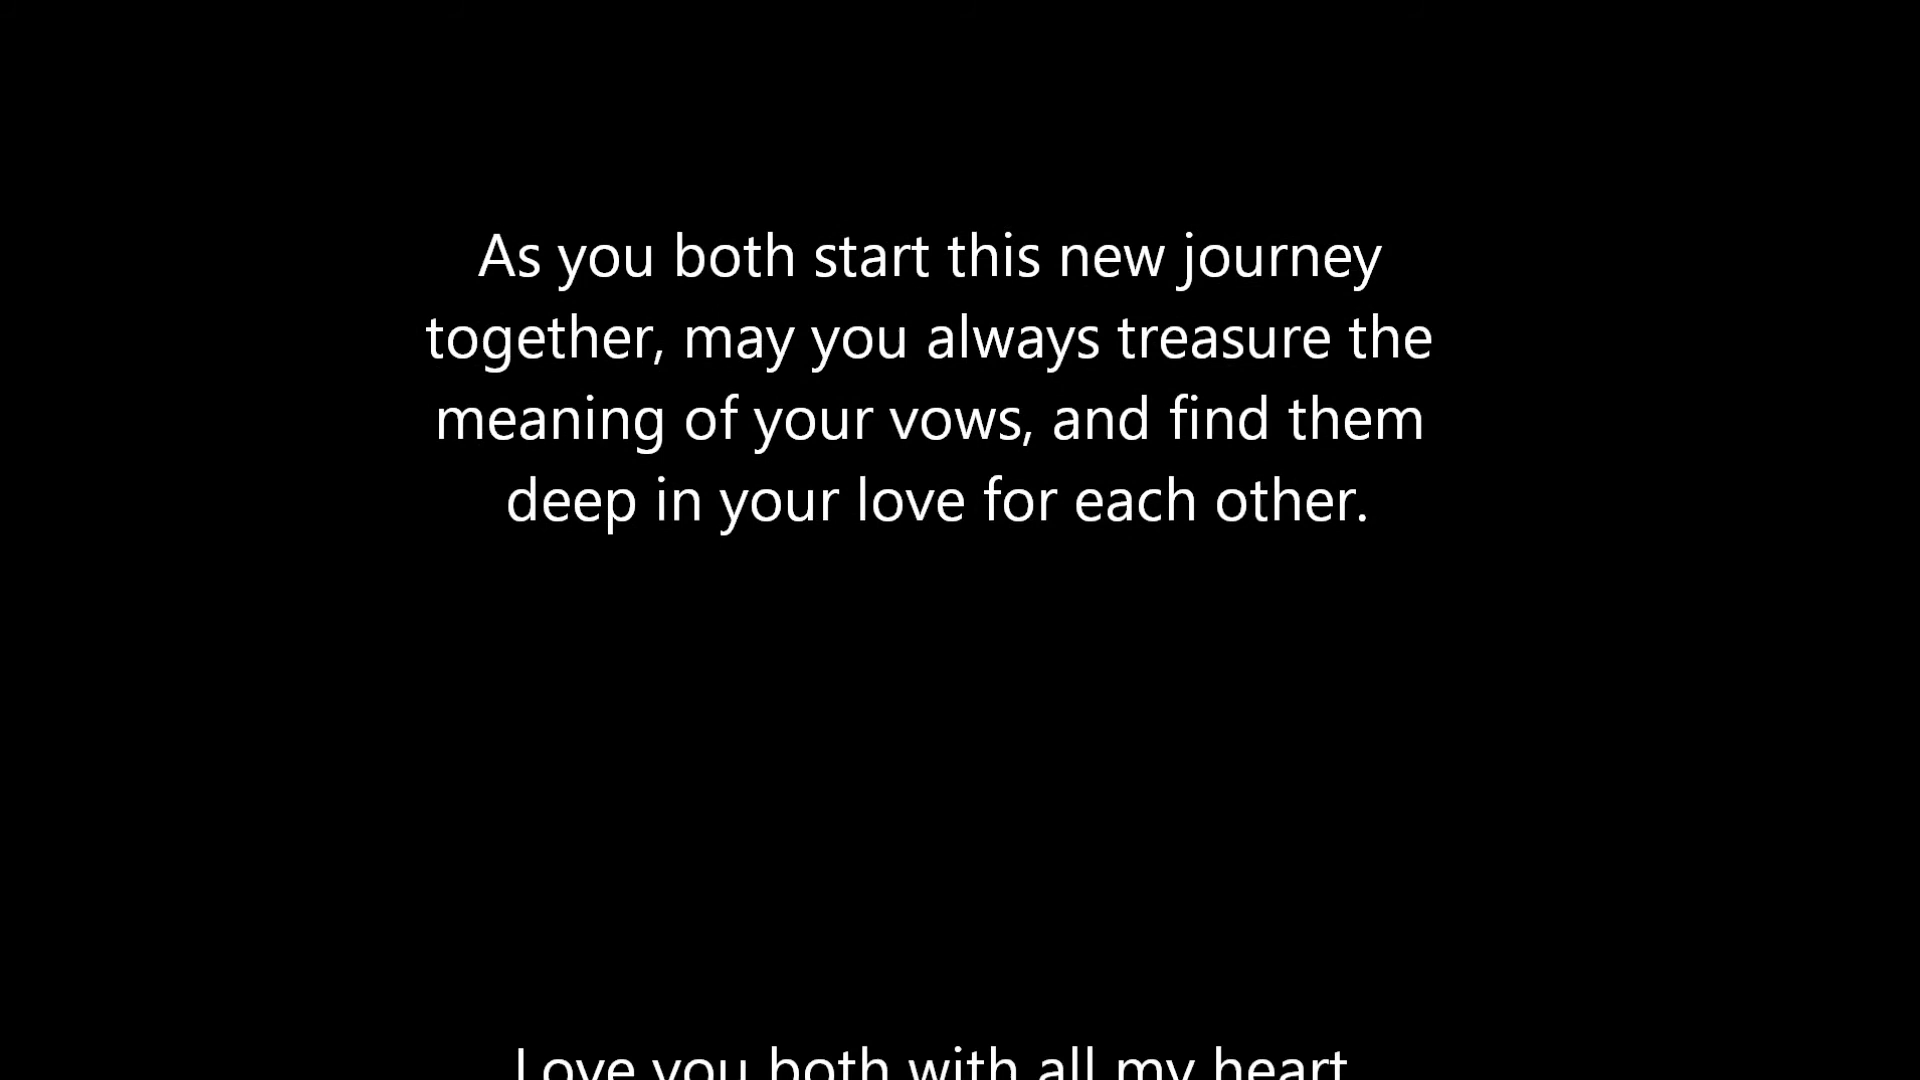 As you both start this new journey
together, may you always treasure the
meaning of your vows, and find them
deep in your love for each other.
Love you both with all my heart